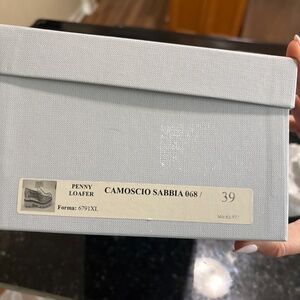 PENNY
LOAFER
CAMOSCIO SABBIA 068 /
39
Forma: 6791XL